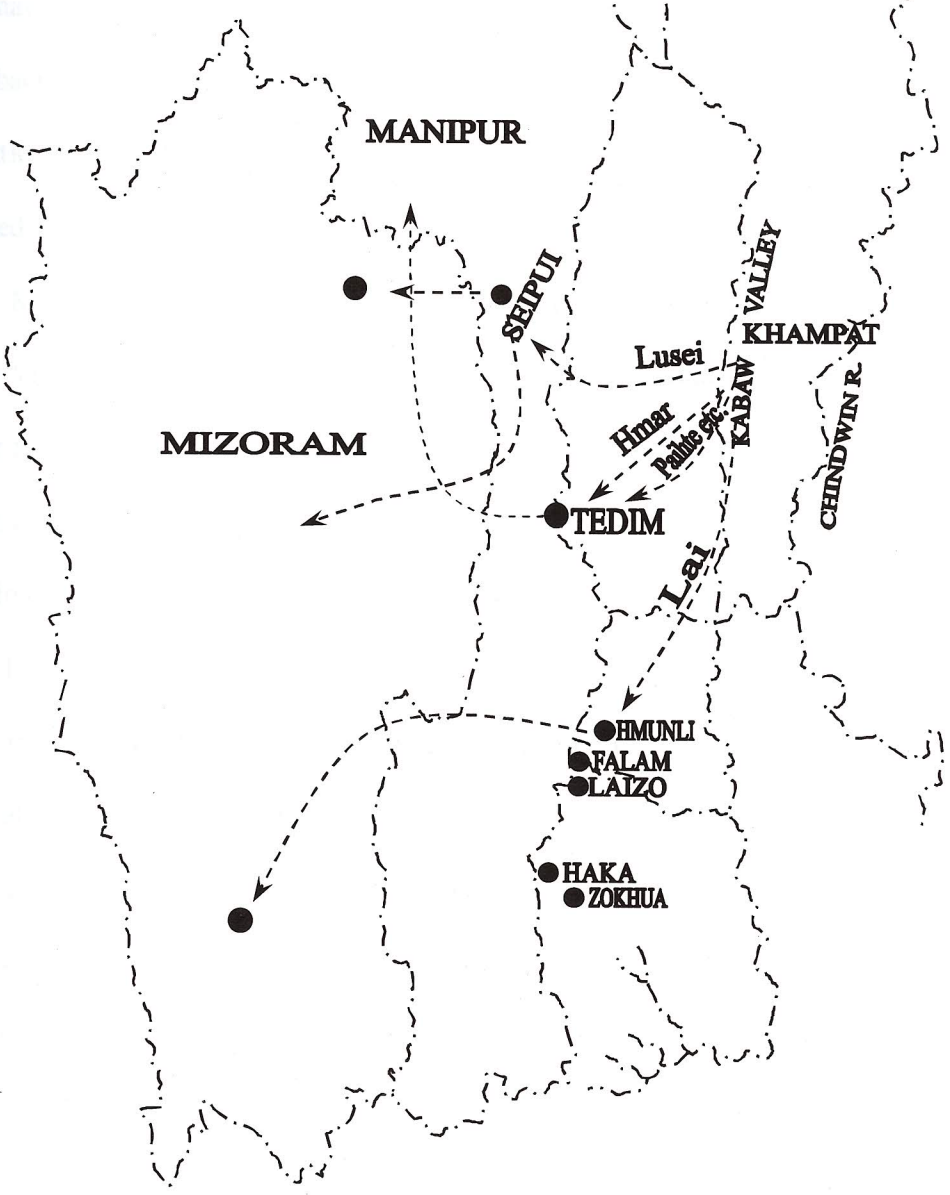 MANIPUR
VALLEY
SEIPUI
KHAMPAT
Lusei
KABAW
Hmar
Paihte etc.
CHINDWIN R.
MIZORAM
TEDIM
Lai
HMUNLI
FALAM
LAIZO
HAKA
ZOKHUA